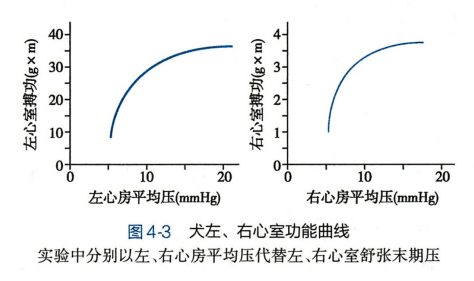 左心室搏功(g×m)
40
30
20
10
0
0
10
20
左心房平均压(mmHg)
右心室搏功(g×m)
4
3
2
1
0
0
10
20
右心房平均压(mmHg)
图4-3 犬左、右心室功能曲线
实验中分别以左、右心房平均压代替左、右心室舒张末期压